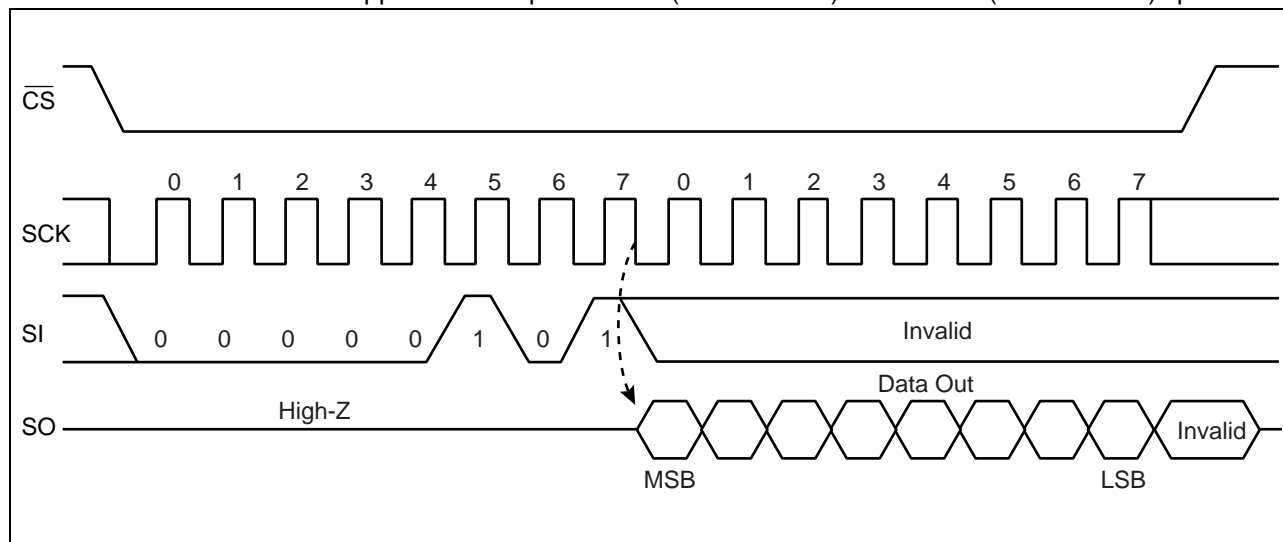 CS
0 1 2 3 4 5 6 7 0 1 2 3 4 5 6 7
SCK
SI
0 0 0 0 0 1 0 1
Invalid
Data Out
High-Z
SO
Invalid
MSB
LSB